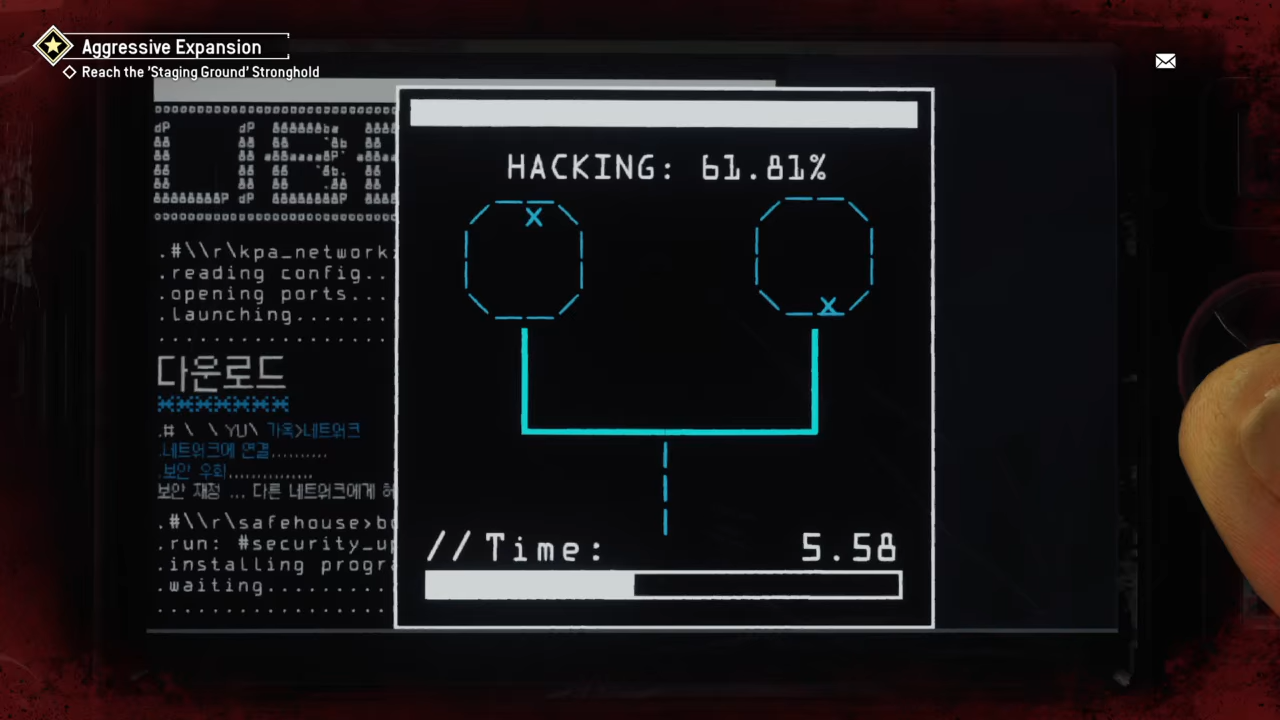 Aggressive Expansion
Reach the 'Staging Ground' Stronghold
HACKING: 61.81%
.#\\r\kpa_network
.reading config..
.opening ports...
.launching.......
.................
다운로드
*******
.# \ \ YU\ 가옥>네트워크
.네트워크에 연결..........
.보안 우회...............
보안 재정 ... 다른 네트워크에게
.#\\r\safehouse>b
.run: #security_u
.installing progr
.waiting.........
.................
//Time: 5.58